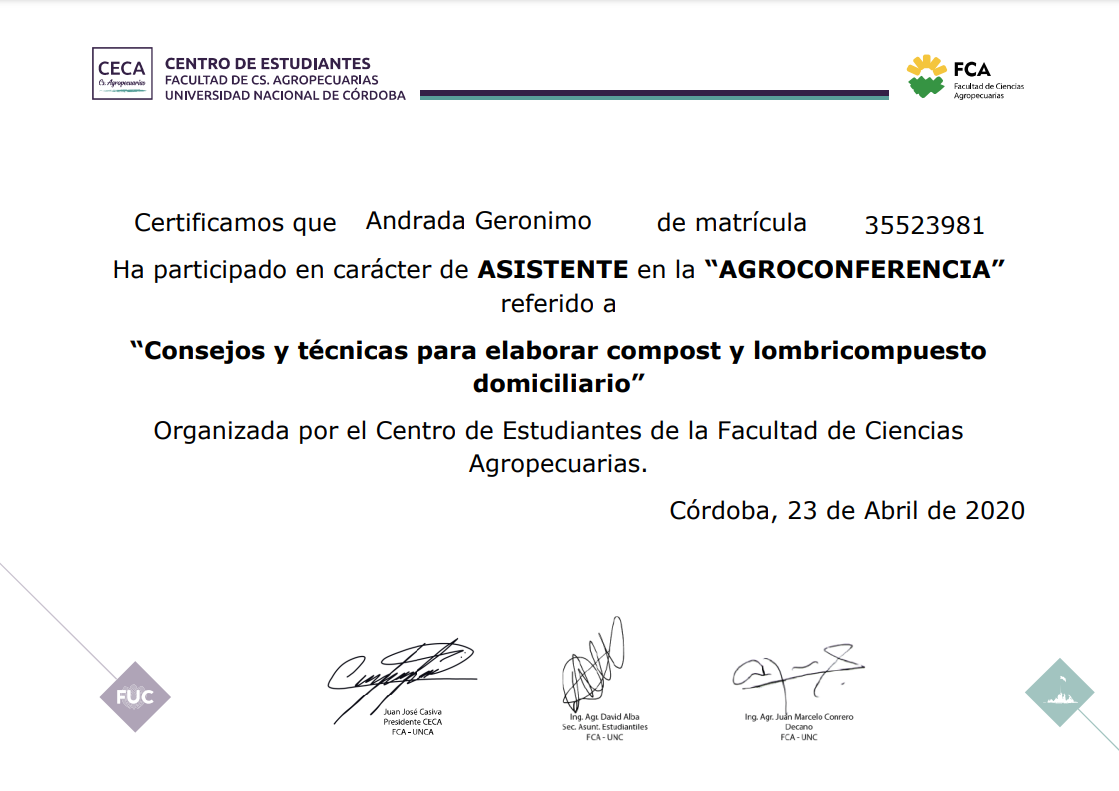 CECA
Cs. Agropecuarias
CENTRO DE ESTUDIANTES
FACULTAD DE CS. AGROPECUARIAS
UNIVERSIDAD NACIONAL DE CÓRDOBA
FCA
Facultad de Ciencias
Agropecuarias
Certificamos que Andrada Geronimo de matrícula 35523981
Ha participado en carácter de ASISTENTE en la “AGROCONFERENCIA”
referido a
“Consejos y técnicas para elaborar compost y lombricompuesto
domiciliario”
Organizada por el Centro de Estudiantes de la Facultad de Ciencias
Agropecuarias.
Córdoba, 23 de Abril de 2020
Juan José Casiva
Presidente CECA
FCA - UNCA
Ing. Agr. David Alba
Sec. Asunt. Estudiantiles
FCA - UNC
Ing. Agr. Juan Marcelo Conrero
Decano
FCA - UNC
FUC